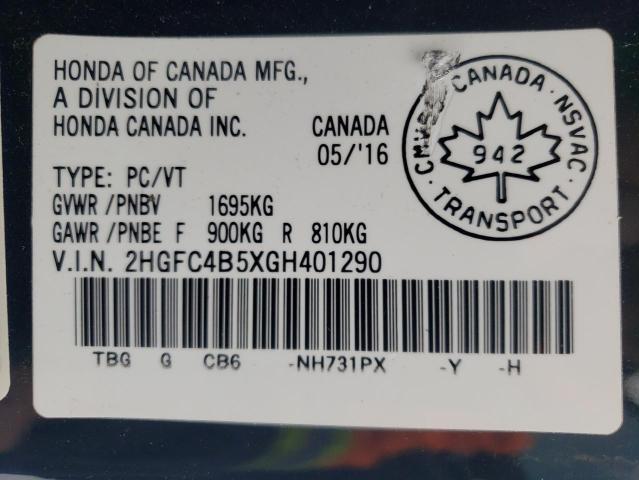 HONDA OF CANADA MFG.,
A DIVISION OF
HONDA CANADA INC. CANADA
05/'16
TYPE: PC/VT
GVWR/PNBV 1695KG
GAWR/PNBE F 900KG R 810KG
V.I.N. 2HGFC4B5XGH401290
TBG G CB6 -NH731PX -Y -H
CANADA · NSVAC
942
TRANSPORT